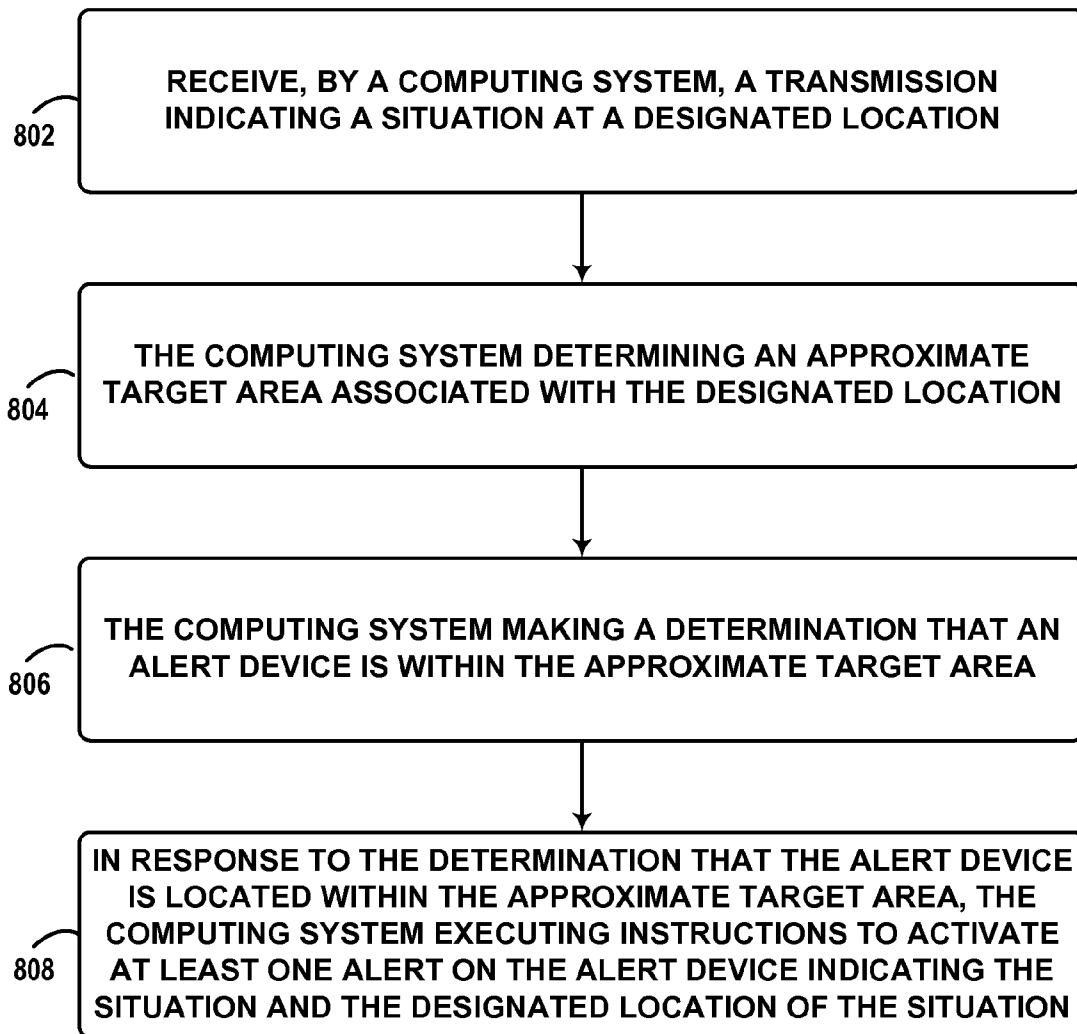 RECEIVE, BY A COMPUTING SYSTEM, A TRANSMISSION
INDICATING A SITUATION AT A DESIGNATED LOCATION
802
THE COMPUTING SYSTEM DETERMINING AN APPROXIMATE
TARGET AREA ASSOCIATED WITH THE DESIGNATED LOCATION
804
THE COMPUTING SYSTEM MAKING A DETERMINATION THAT AN
ALERT DEVICE IS WITHIN THE APPROXIMATE TARGET AREA
806
IN RESPONSE TO THE DETERMINATION THAT THE ALERT DEVICE
IS LOCATED WITHIN THE APPROXIMATE TARGET AREA, THE
COMPUTING SYSTEM EXECUTING INSTRUCTIONS TO ACTIVATE
AT LEAST ONE ALERT ON THE ALERT DEVICE INDICATING THE
SITUATION AND THE DESIGNATED LOCATION OF THE SITUATION
808